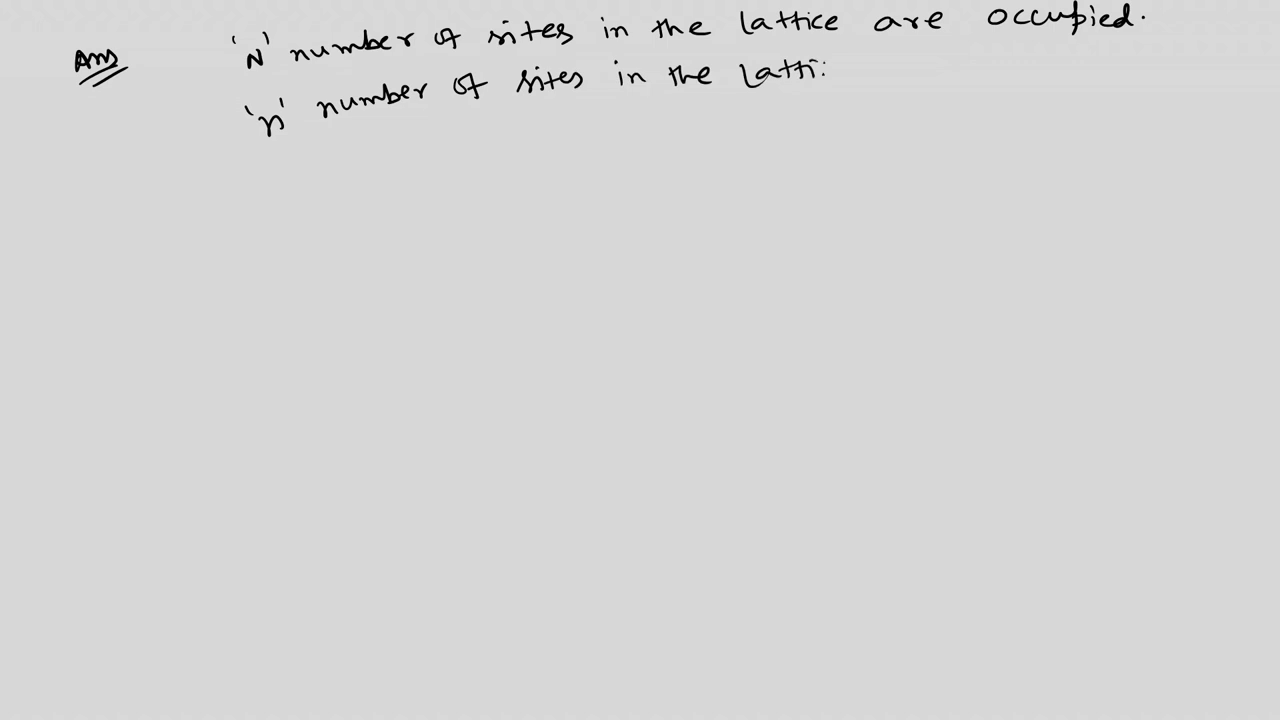 Ans 'N' number of sites in the lattice are occupied.
'n' number of sites in the latti